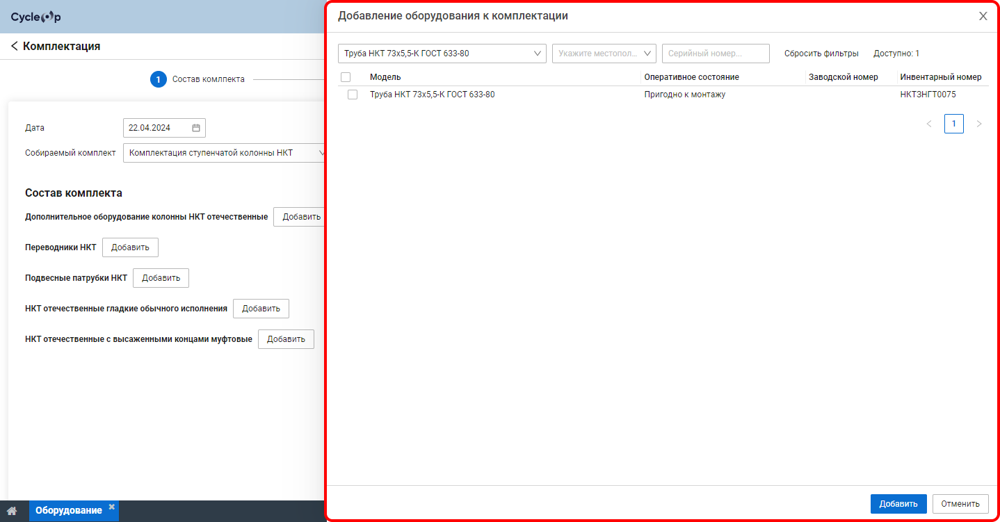 CycleOp
Комплектация
1 Состав комлпекта
Дата 22.04.2024
Собираемый комплект Комплектация ступенчатой колонны НКТ
Состав комплекта
Дополнительное оборудование колонны НКТ отечественные Добавить
Переводники НКТ Добавить
Подвесные патрубки НКТ Добавить
НКТ отечественные гладкие обычного исполнения Добавить
НКТ отечественные с высаженными концами муфтовые Добавить
Оборудование
Добавление оборудования к комплектации
Труба НКТ 73x5,5-К ГОСТ 633-80 Укажите местопол... Серийный номер... Сбросить фильтры Доступно: 1
Модель Оперативное состояние Заводской номер Инвентарный номер
Труба НКТ 73x5,5-К ГОСТ 633-80 Пригодно к монтажу НКТЗНГТ0075
1
Добавить Отменить